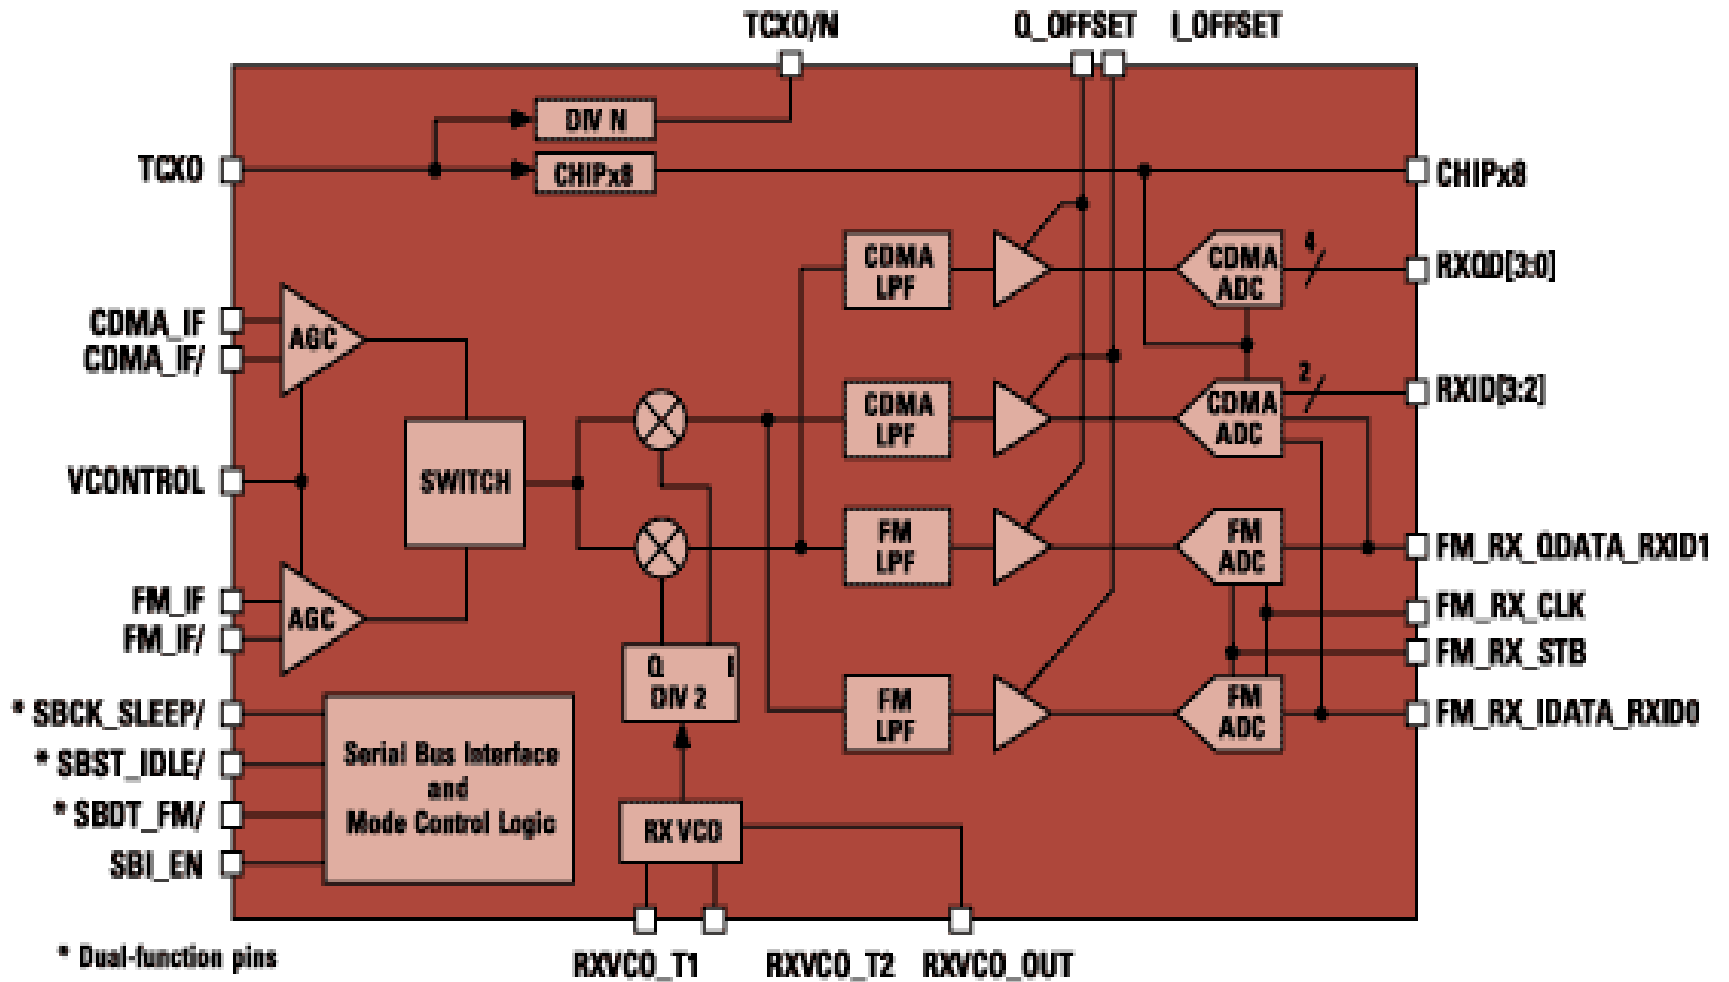 TCXO/N
Q_OFFSET
I_OFFSET
DIV N
TCXO
CHIPx8
CHIPx8
CDMA
LPF
CDMA
ADC
4
RXQD[3:0]
CDMA_IF
CDMA_IF/
AGC
CDMA
LPF
CDMA
ADC
2
RXID[3:2]
VCONTROL
SWITCH
FM
LPF
FM
ADC
FM_RX_QDATA_RXID1
FM_RX_CLK
FM_RX_STB
FM_IF
FM_IF/
AGC
Q I
DIV 2
FM
LPF
FM
ADC
FM_RX_IDATA_RXID0
* SBCK_SLEEP/
* SBST_IDLE/
* SBDT_FM/
SBI_EN
Serial Bus Interface
and
Mode Control Logic
RXVCO
RXVCO_T1
RXVCO_T2
RXVCO_OUT
* Dual-function pins